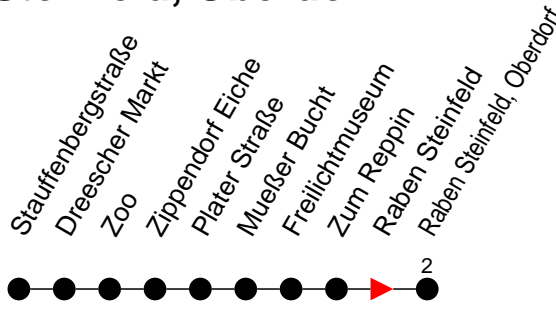 Stauffenbergstraße
Dreescher Markt
Zoo
Zippendorf Eiche
Plater Straße
Mueßer Bucht
Freilichtmuseum
Zum Reppin
Raben Steinfeld
Raben Steinfeld, Oberdorf
2